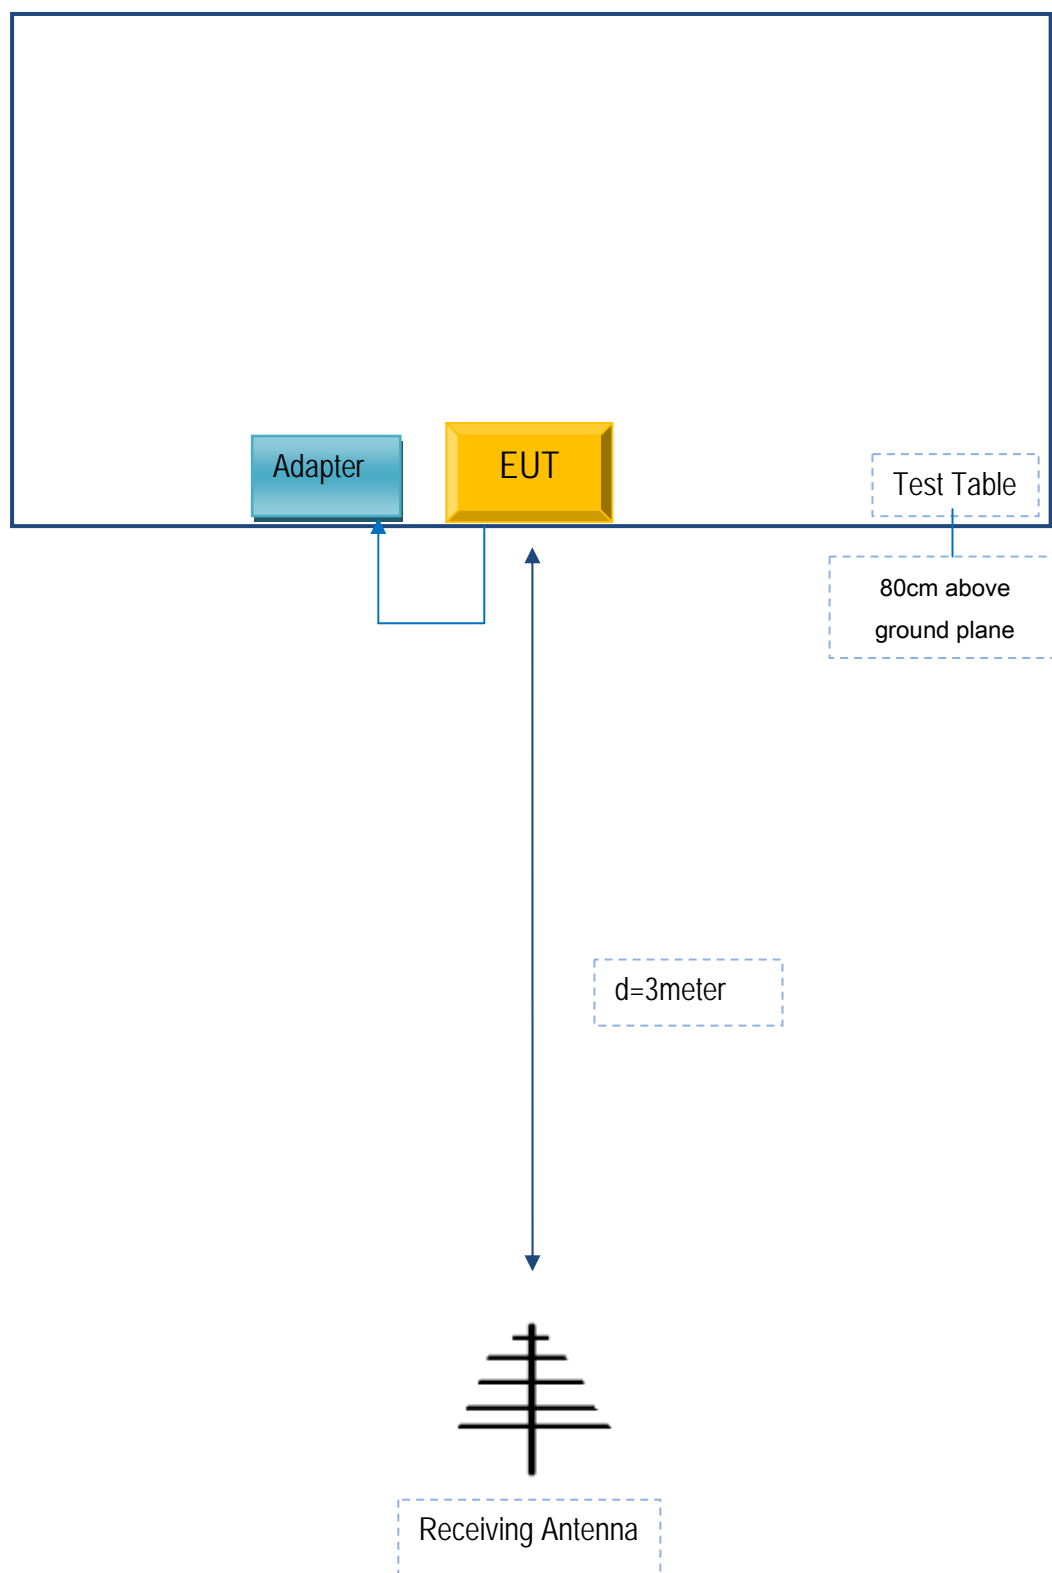 Adapter
EUT
Test Table
80cm above
ground plane
d=3meter
Receiving Antenna